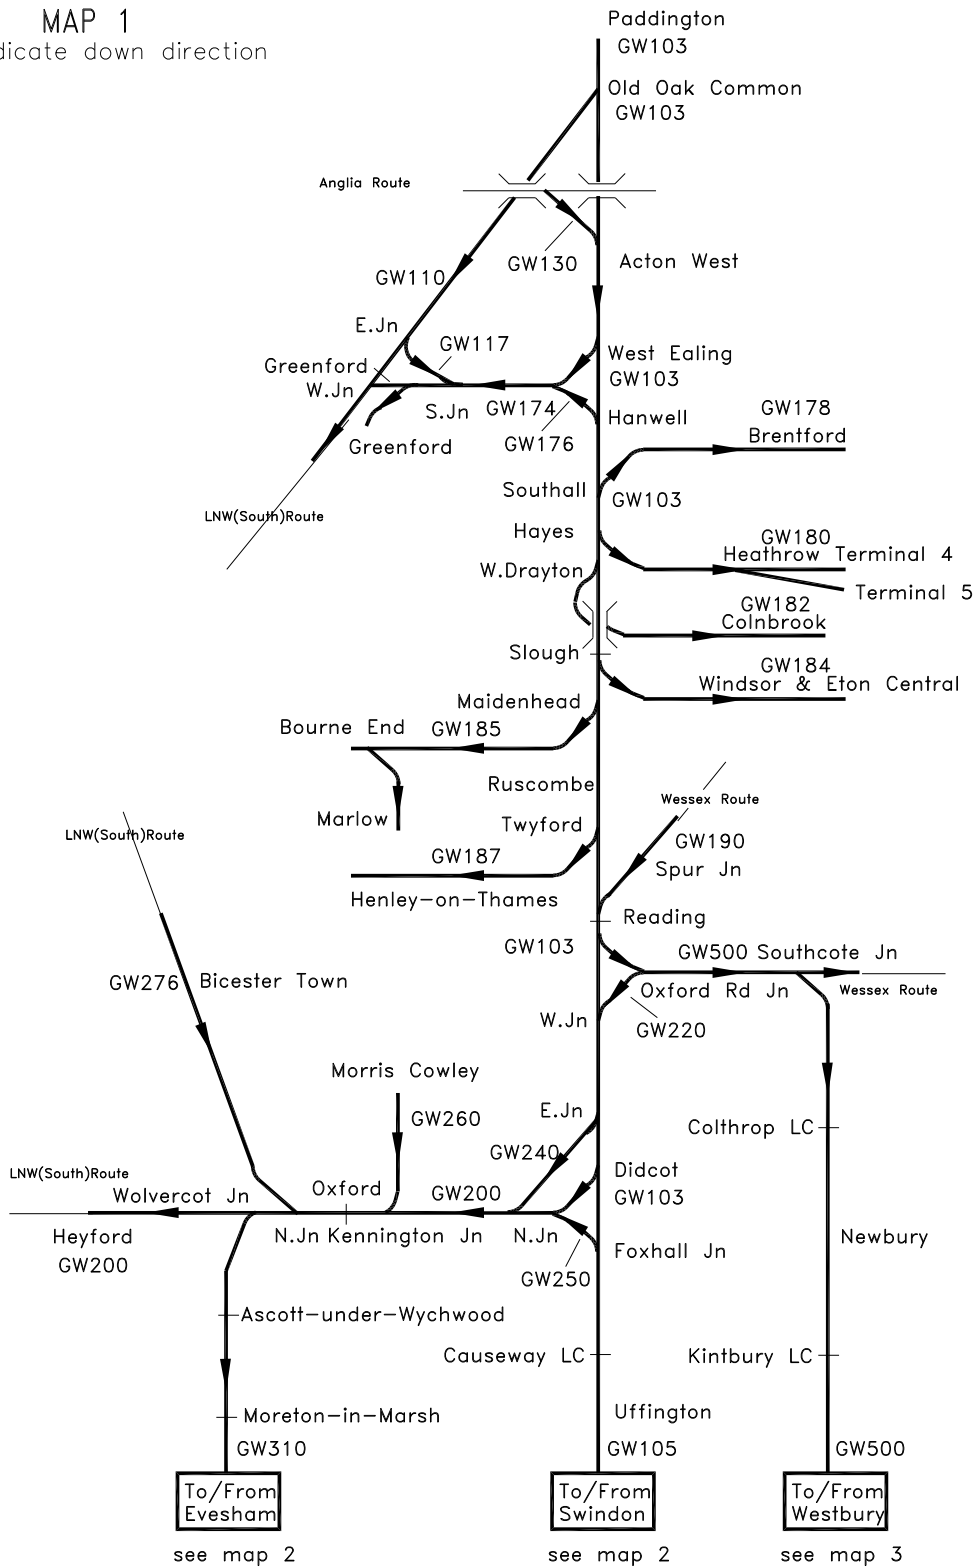 MAP 1
dicate down direction
Paddington
GW103
Old Oak Common
GW103
Anglia Route
GW130
Acton West
GW110
E.Jn
GW117
West Ealing
GW103
Greenford
W.Jn
S.Jn
GW174
Hanwell
GW176
Greenford
GW178
Brentford
Southall
GW103
LNW(South)Route
Hayes
GW180
Heathrow Terminal 4
W.Drayton
Terminal 5
GW182
Colnbrook
Slough
GW184
Windsor & Eton Central
Maidenhead
Bourne End
GW185
Ruscombe
Marlow
Twyford
Wessex Route
GW190
Spur Jn
LNW(South)Route
GW187
Henley-on-Thames
Reading
GW103
GW500 Southcote Jn
GW276
Bicester Town
Oxford Rd Jn
Wessex Route
W.Jn
GW220
Morris Cowley
GW260
E.Jn
Colthrop LC
GW240
LNW(South)Route
Didcot
GW103
Wolvercot Jn
Oxford
GW200
Heyford
GW200
N.Jn Kennington Jn
N.Jn
Foxhall Jn
Newbury
GW250
Ascott-under-Wychwood
Causeway LC
Kintbury LC
Moreton-in-Marsh
Uffington
GW310
GW105
GW500
To/From
Evesham
To/From
Swindon
To/From
Westbury
see map 2
see map 2
see map 3